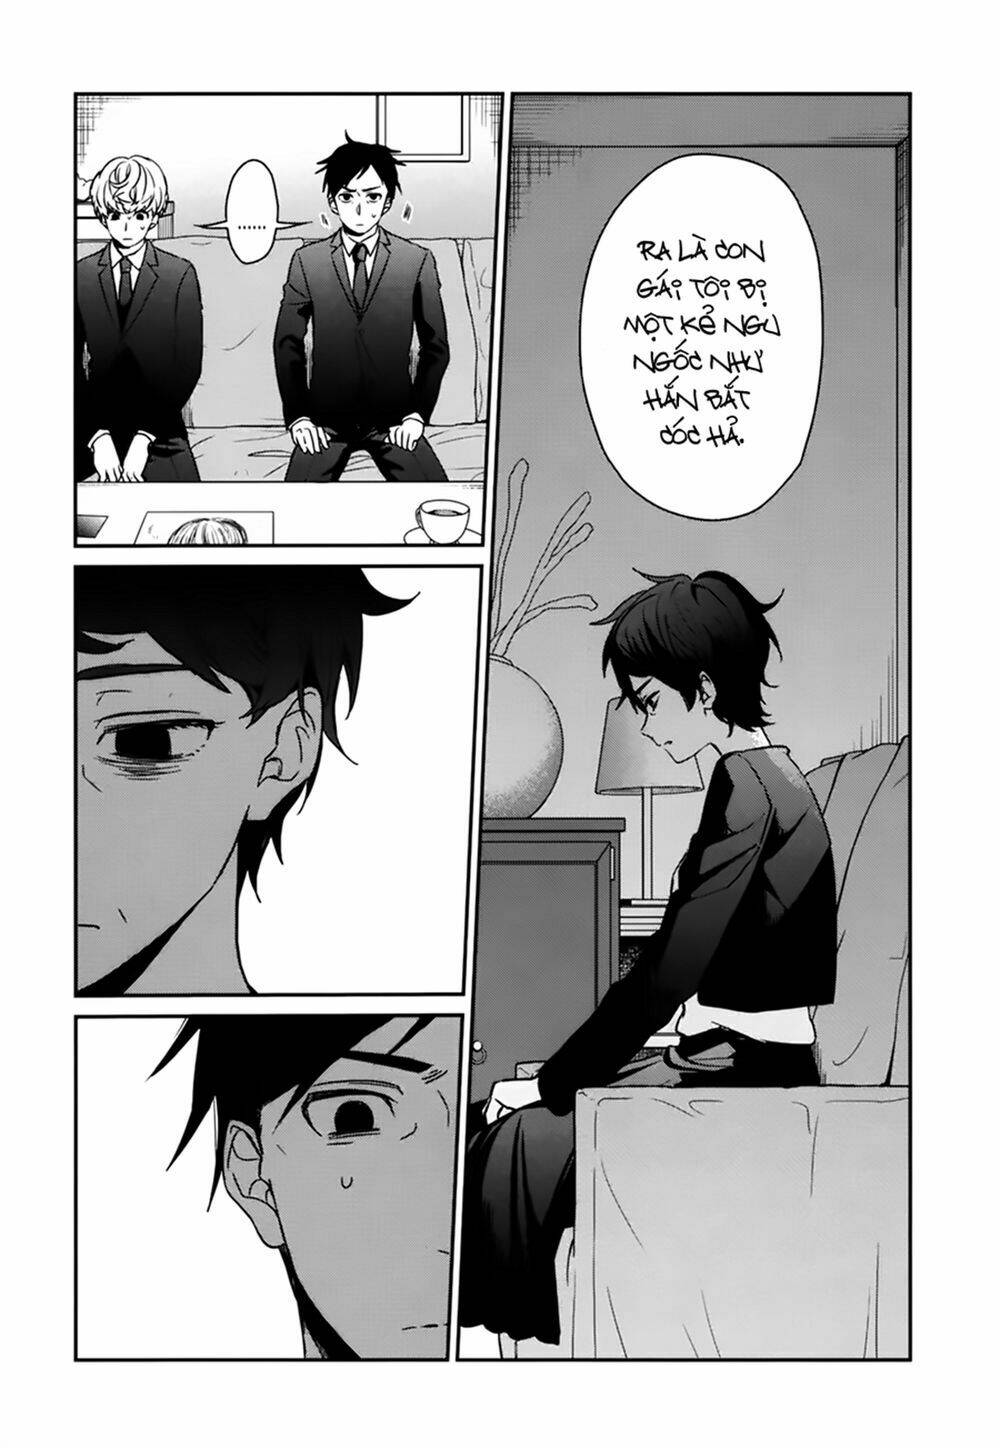 RA LÀ CON
GÁI TÔI BỊ
MỘT KẺ NGU
NGỐC NHƯ
HẮN BẮT
CÓC HẢ.
......